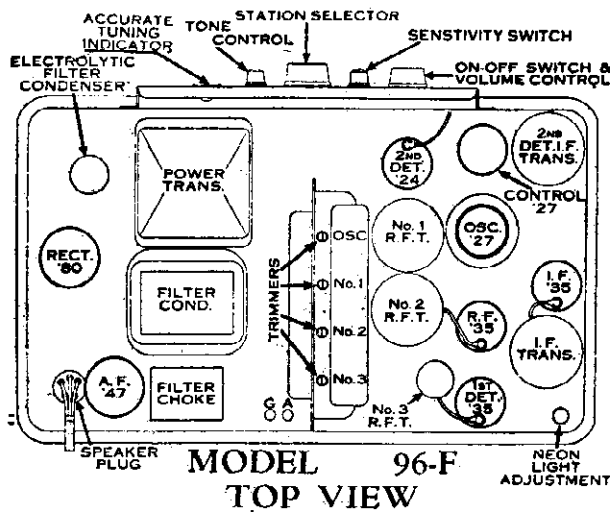 ACCURATE
TUNING
INDICATOR
TONE
CONTROL
STATION SELECTOR
SENSTIVITY SWITCH
ELECTROLYTIC
FILTER
CONDENSER
ON-OFF SWITCH &
VOLUME CONTROL
POWER
TRANS.
2ND
DET.
'24
2ND
DET. I.F.
TRANS.
CONTROL
'27
RECT.
'80
FILTER
COND.
TRIMMERS
OSC
No.1
No.2
No.3
No. 1
R.F.T.
OSC.
'27
No. 2
R.F.T.
R.F.
'35
I.F.
'35
I.F.
TRANS.
A.F.
'47
FILTER
CHOKE
G A
No. 3
R.F.T.
1ST
DET.
'35
SPEAKER
PLUG
NEON
LIGHT
ADJUSTMENT
MODEL 96-F
TOP VIEW